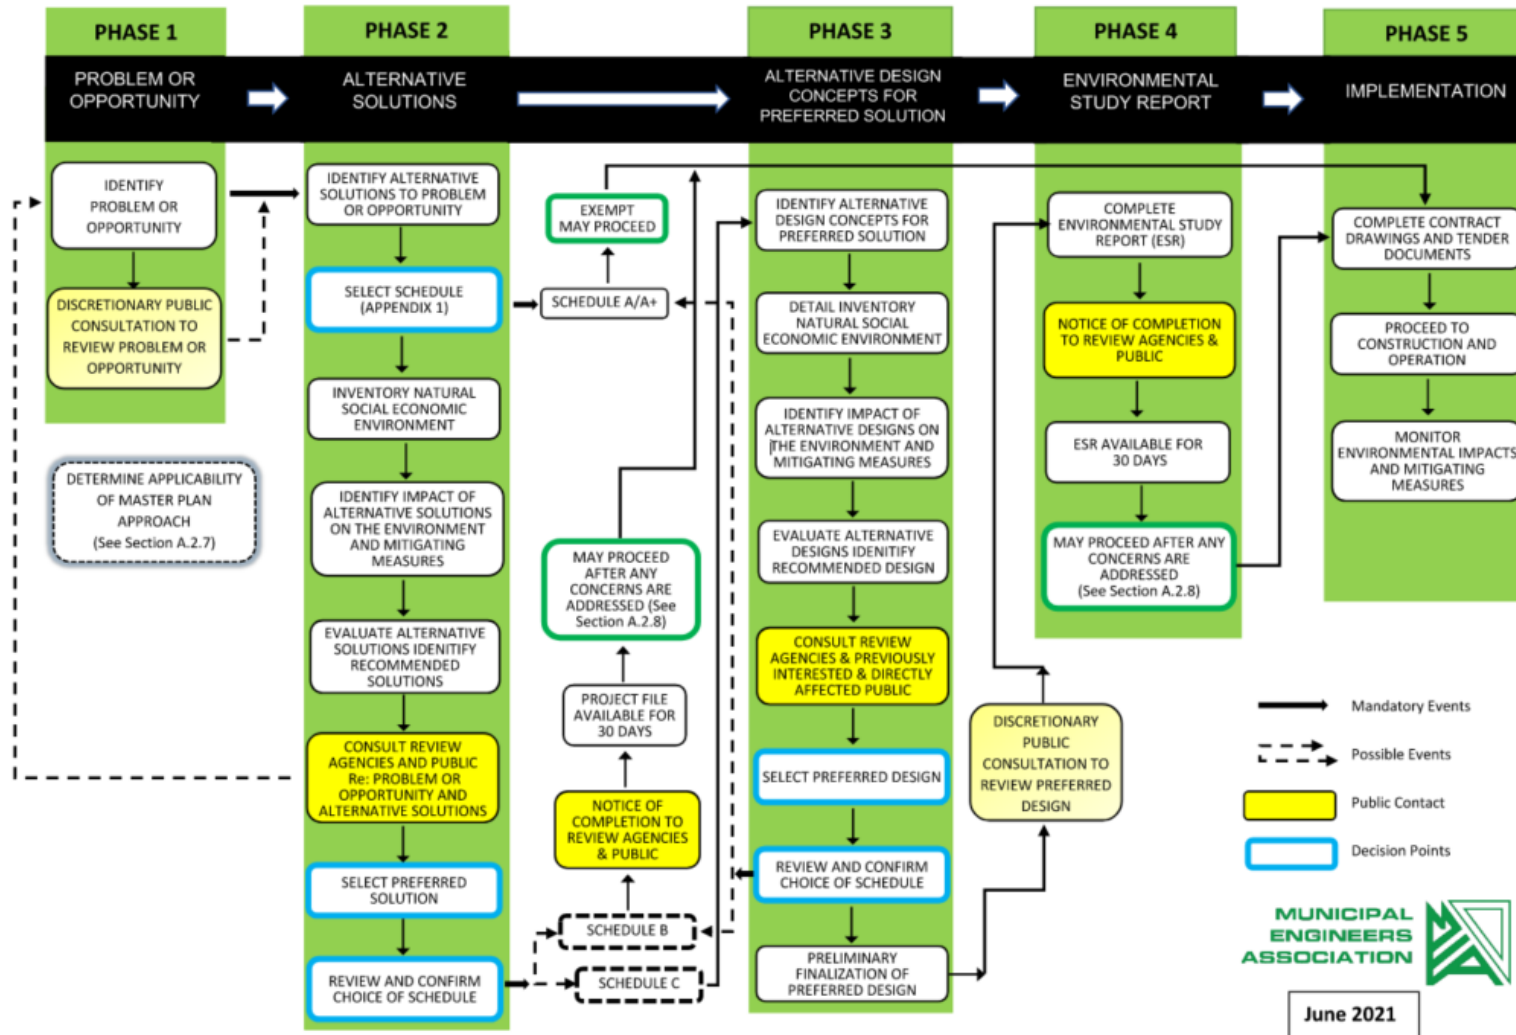 PHASE 1
PHASE 2
PHASE 3
PHASE 4
PHASE 5
PROBLEM OR
OPPORTUNITY
ALTERNATIVE
SOLUTIONS
ALTERNATIVE DESIGN
CONCEPTS FOR
PREFERRED SOLUTION
ENVIRONMENTAL
STUDY REPORT
IMPLEMENTATION
IDENTIFY
PROBLEM OR
OPPORTUNITY
DISCRETIONARY PUBLIC
CONSULTATION TO
REVIEW PROBLEM OR
OPPORTUNITY
DETERMINE APPLICABILITY
OF MASTER PLAN
APPROACH
(See Section A.2.7)
IDENTIFY ALTERNATIVE
SOLUTIONS TO PROBLEM
OR OPPORTUNITY
SELECT SCHEDULE
(APPENDIX 1)
INVENTORY NATURAL
SOCIAL ECONOMIC
ENVIRONMENT
IDENTIFY IMPACT OF
ALTERNATIVE SOLUTIONS
ON THE ENVIRONMENT
AND MITIGATING
MEASURES
EVALUATE ALTERNATIVE
SOLUTIONS IDENITIFY
RECOMMENDED
SOLUTIONS
CONSULT REVIEW
AGENCIES AND PUBLIC
Re: PROBLEM OR
OPPORTUNITY AND
ALTERNATIVE SOLUTIONS
SELECT PREFERRED
SOLUTION
REVIEW AND CONFIRM
CHOICE OF SCHEDULE
EXEMPT
MAY PROCEED
SCHEDULE A/A+
MAY PROCEED
AFTER ANY
CONCERNS ARE
ADDRESSED (See
Section A.2.8)
PROJECT FILE
AVAILABLE FOR
30 DAYS
NOTICE OF
COMPLETION TO
REVIEW AGENCIES
& PUBLIC
SCHEDULE B
SCHEDULE C
IDENTIFY ALTERNATIVE
DESIGN CONCEPTS FOR
PREFERRED SOLUTION
DETAIL INVENTORY
NATURAL SOCIAL
ECONOMIC ENVIRONMENT
IDENTIFY IMPACT OF
ALTERNATIVE DESIGNS ON
THE ENVIRONMENT AND
MITIGATING MEASURES
EVALUATE ALTERNATIVE
DESIGNS IDENITIFY
RECOMMENDED DESIGN
CONSULT REVIEW
AGENCIES & PREVIOUSLY
INTERESTED & DIRECTLY
AFFECTED PUBLIC
SELECT PREFERRED DESIGN
REVIEW AND CONFIRM
CHOICE OF SCHEDULE
PRELIMINARY
FINALIZATION OF
PREFERRED DESIGN
DISCRETIONARY
PUBLIC
CONSULTATION TO
REVIEW PREFERRED
DESIGN
COMPLETE
ENVIRONMENTAL STUDY
REPORT (ESR)
NOTICE OF COMPLETION
TO REVIEW AGENCIES &
PUBLIC
ESR AVAILABLE FOR
30 DAYS
MAY PROCEED AFTER ANY
CONCERNS ARE
ADDRESSED
(See Section A.2.8)
COMPLETE CONTRACT
DRAWINGS AND TENDER
DOCUMENTS
PROCEED TO
CONSTRUCTION AND
OPERATION
MONITOR
ENVIRONMENTAL IMPACTS
AND MITIGATING
MEASURES
Mandatory Events
Possible Events
Public Contact
Decision Points
MUNICIPAL
ENGINEERS
ASSOCIATION
MEA
June 2021